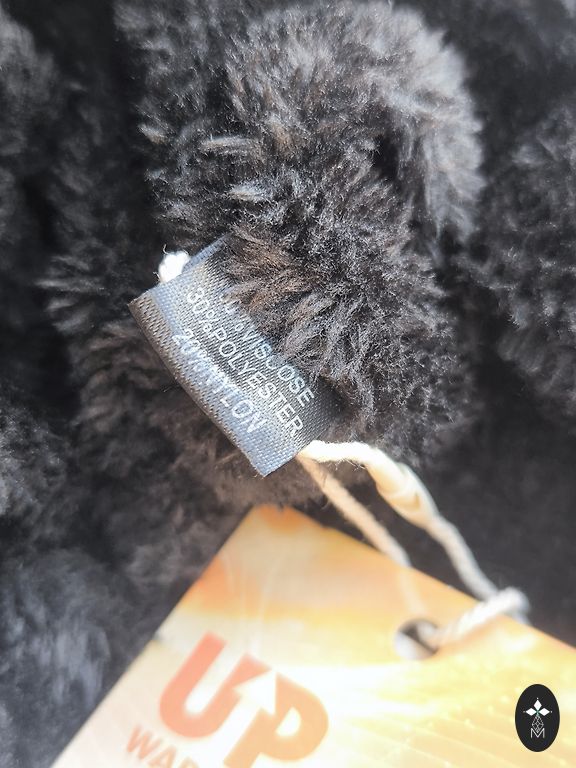 VISCOSE
30%POLYESTER
20%NYLON
UP
M